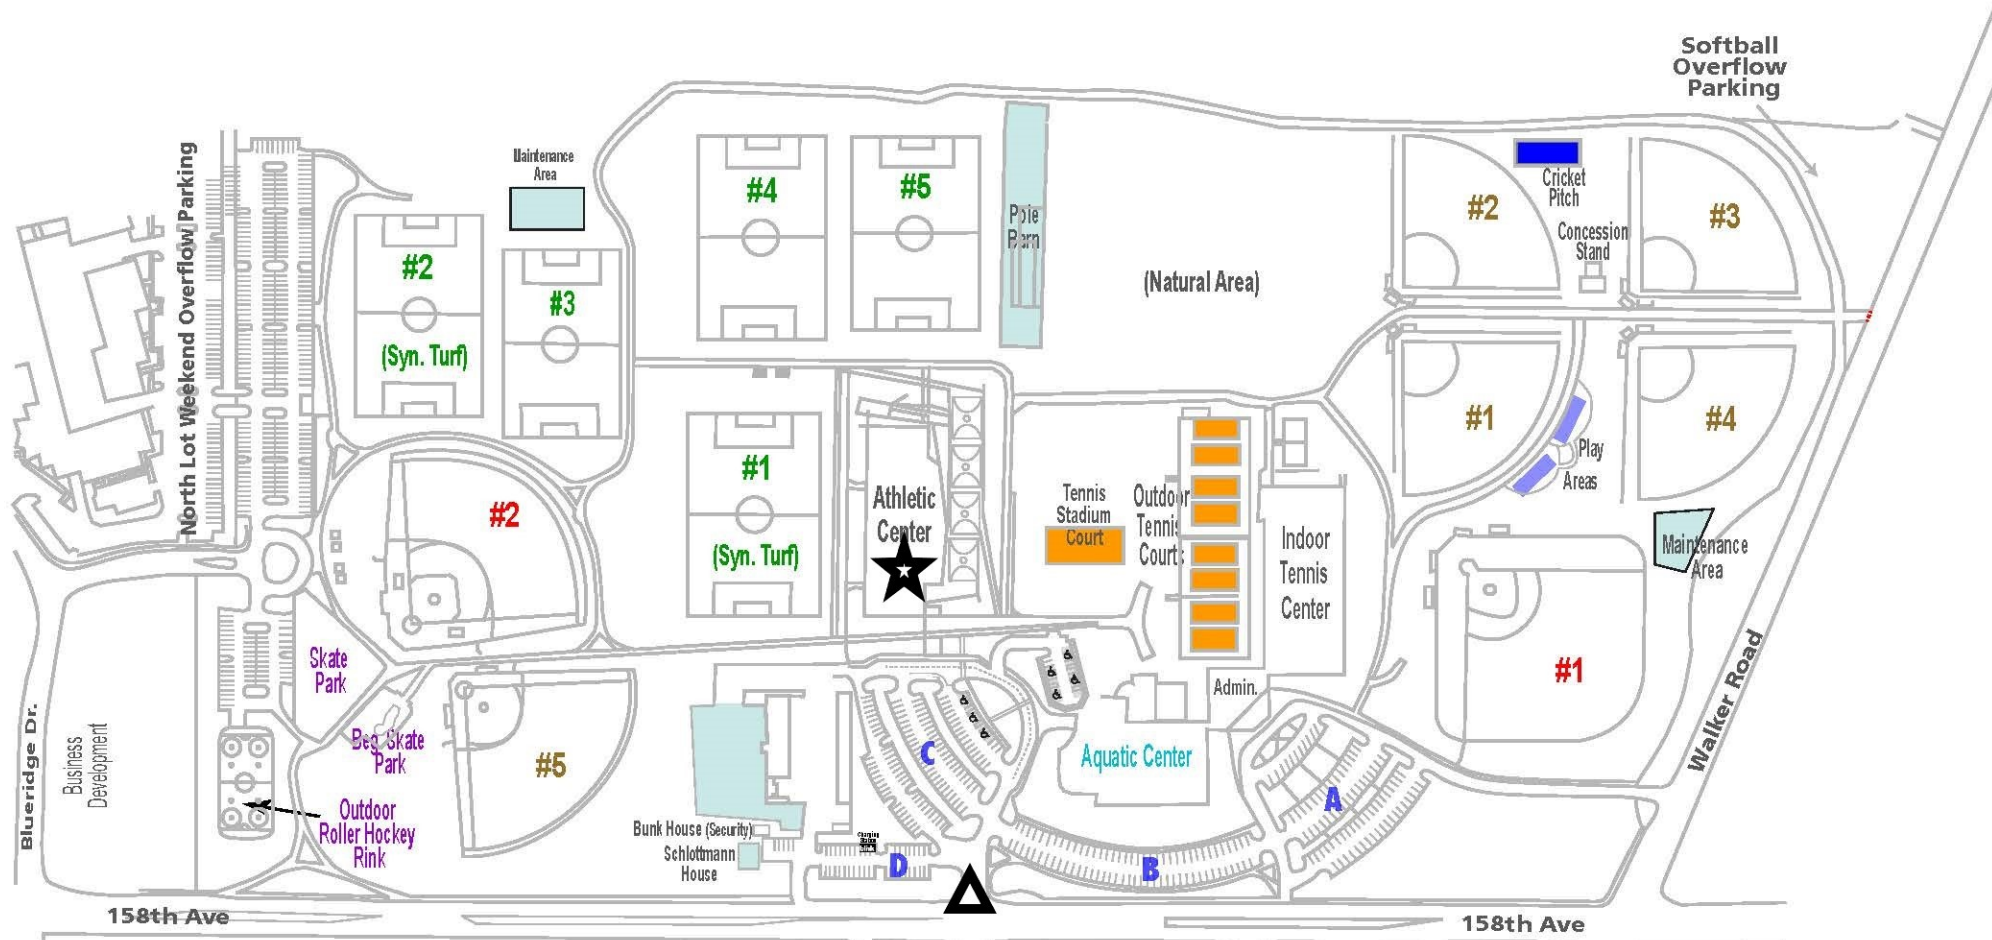 Softball
Overflow
Parking
North Lot Weekend Overflow Parking
Maintenance
Area
#2
(Syn. Turf)
#3
#4
#5
Pole
Barn
(Natural Area)
#2
Cricket
Pitch
Concession
Stand
#3
#1
Play
Areas
#4
#2
#1
(Syn. Turf)
Athletic
Center
Tennis
Stadium
Court
Outdoor
Tennis
Courts
Indoor
Tennis
Center
Maintenance
Area
#1
Walker Road
Skate
Park
Beg Skate
Park
Outdoor
Roller Hockey
Rink
#5
Business
Development
Blueridge Dr.
Admin.
Aquatic Center
C
A
B
D
Charging
Station
Bunk House (Security)
Schlottmann
House
158th Ave
158th Ave